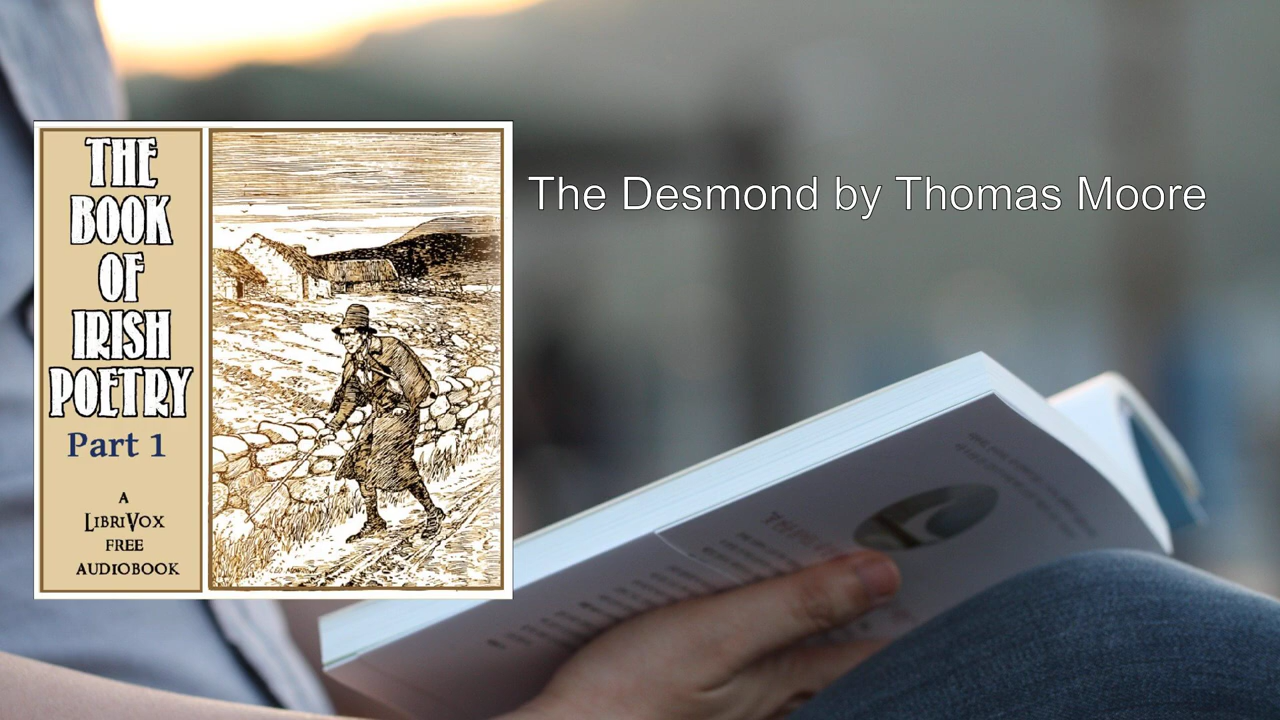 THE
BOOK
OF
IRISH
POETRY
Part 1
A
LIBRIVOX
FREE
AUDIOBOOK
The Desmond by Thomas Moore